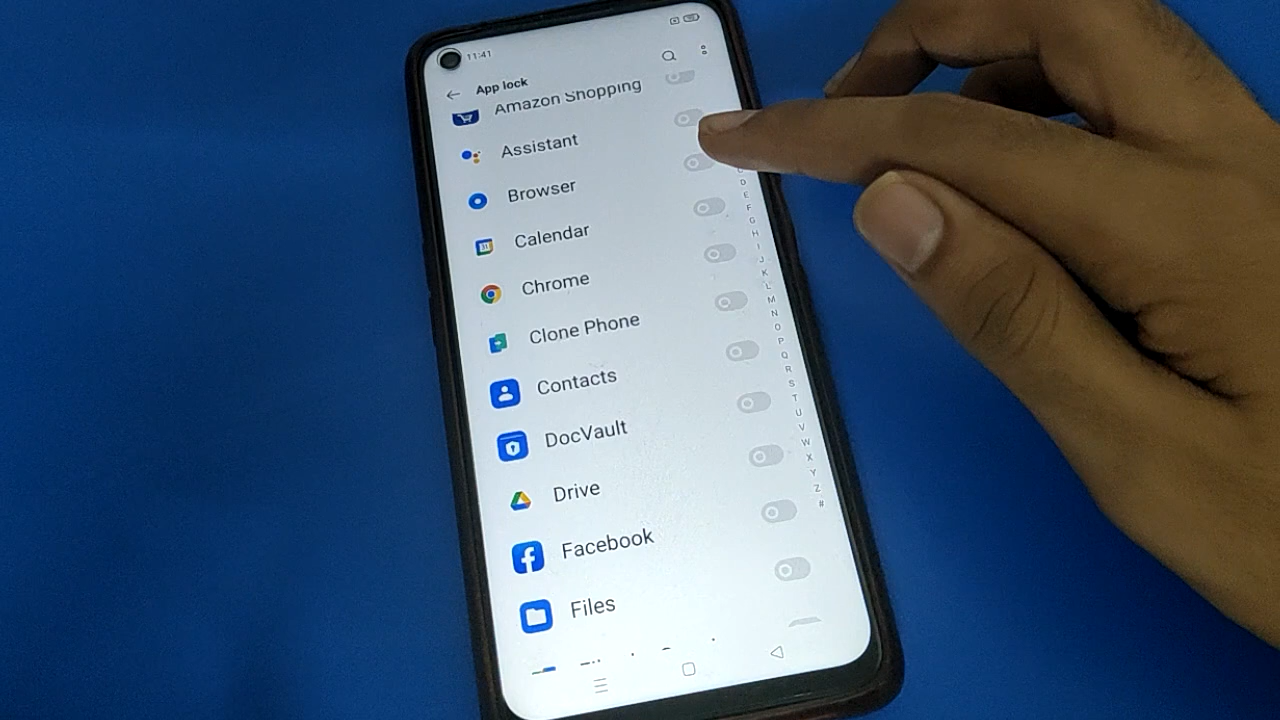 11:41
App lock
Amazon Shopping
Assistant
Browser
Calendar
Chrome
Clone Phone
Contacts
DocVault
Drive
Facebook
Files
D
E
F
G
H
I
J
K
L
M
N
O
P
Q
R
S
T
U
V
W
X
Y
Z
#